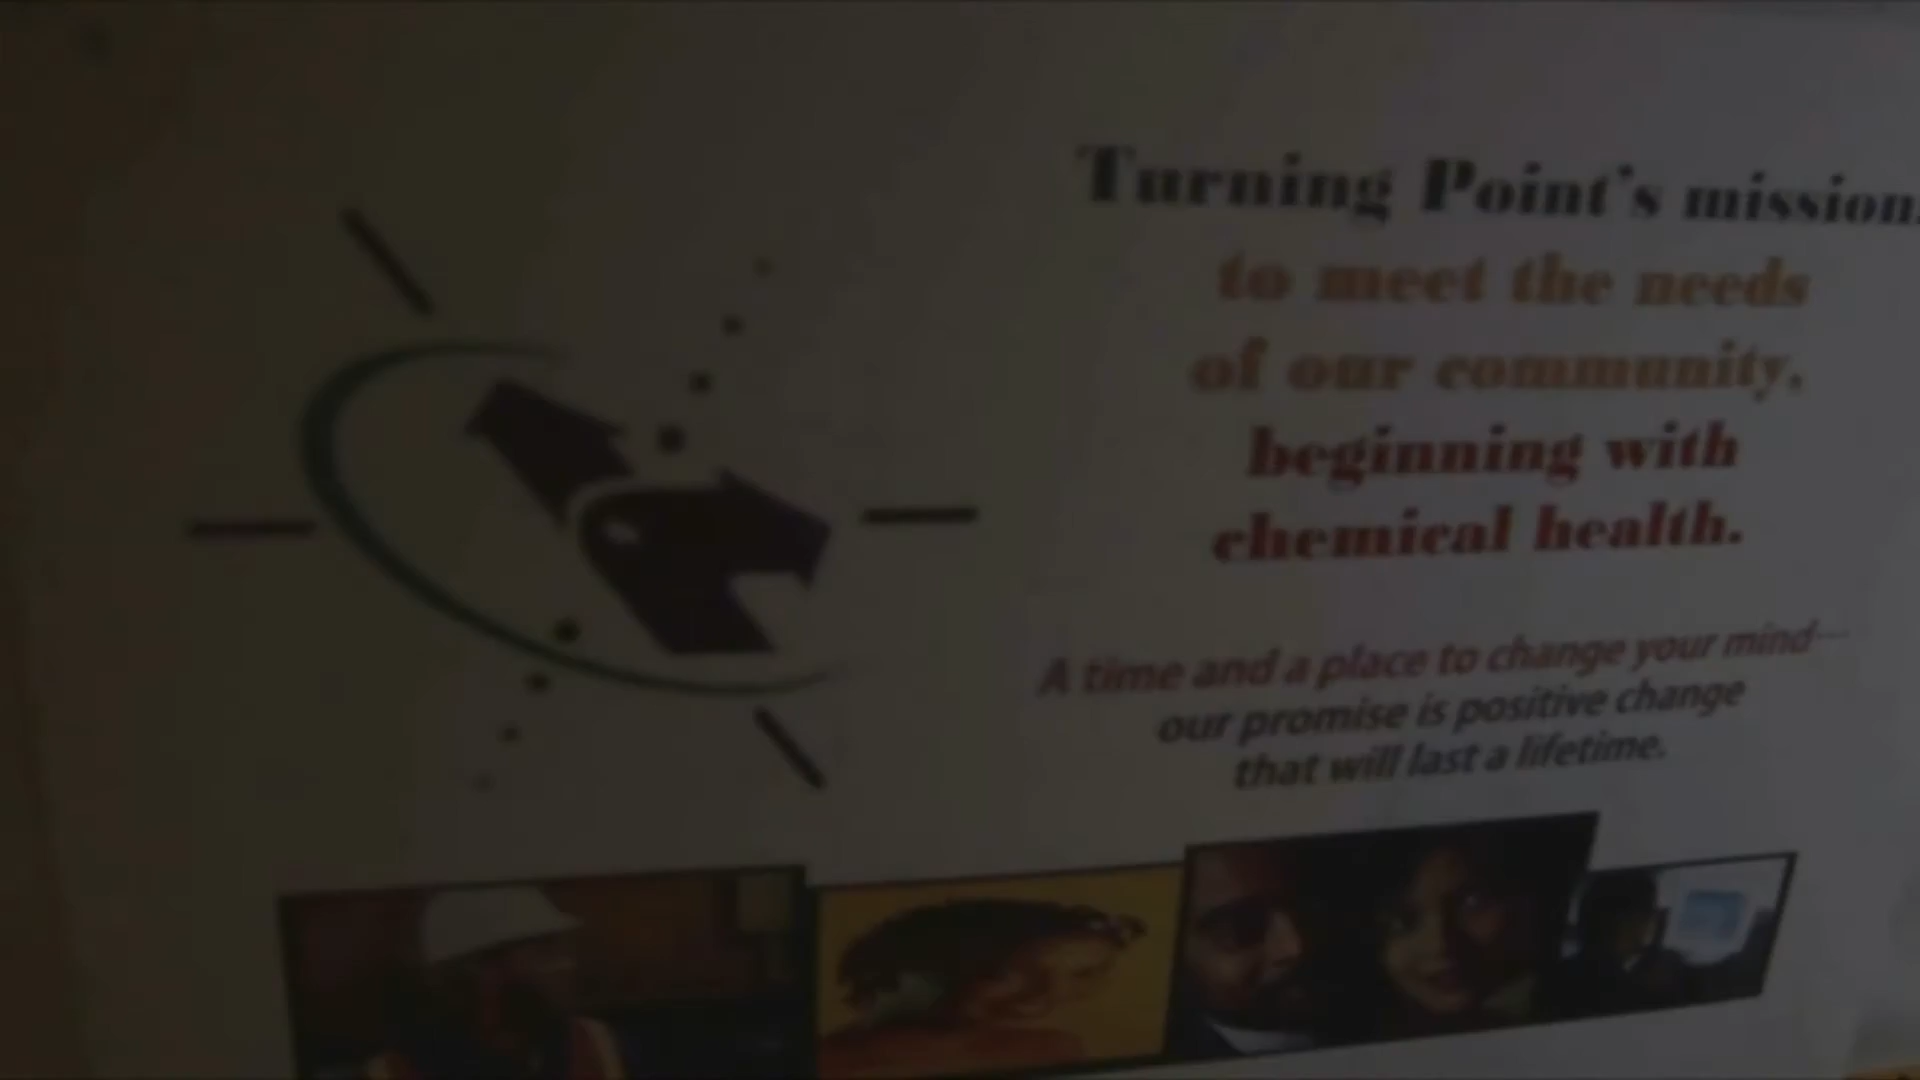 Turning Point's mission:
to meet the needs
of our community,
beginning with
chemical health.
A time and a place to change your mind—
our promise is positive change
that will last a lifetime.